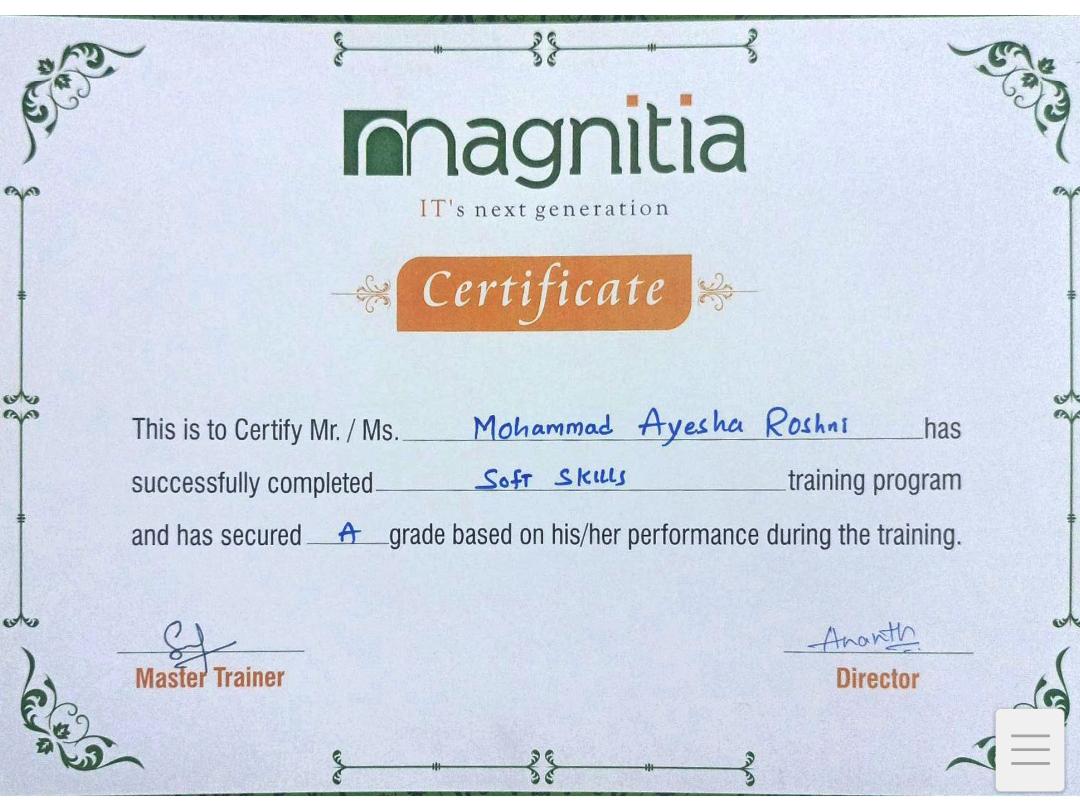 magnitia
IT's next generation
Certificate
This is to Certify Mr. / Ms. Mohammad Ayesha Roshni has
successfully completed Soft Skills training program
and has secured A grade based on his/her performance during the training.
Ananth
Master Trainer
Director